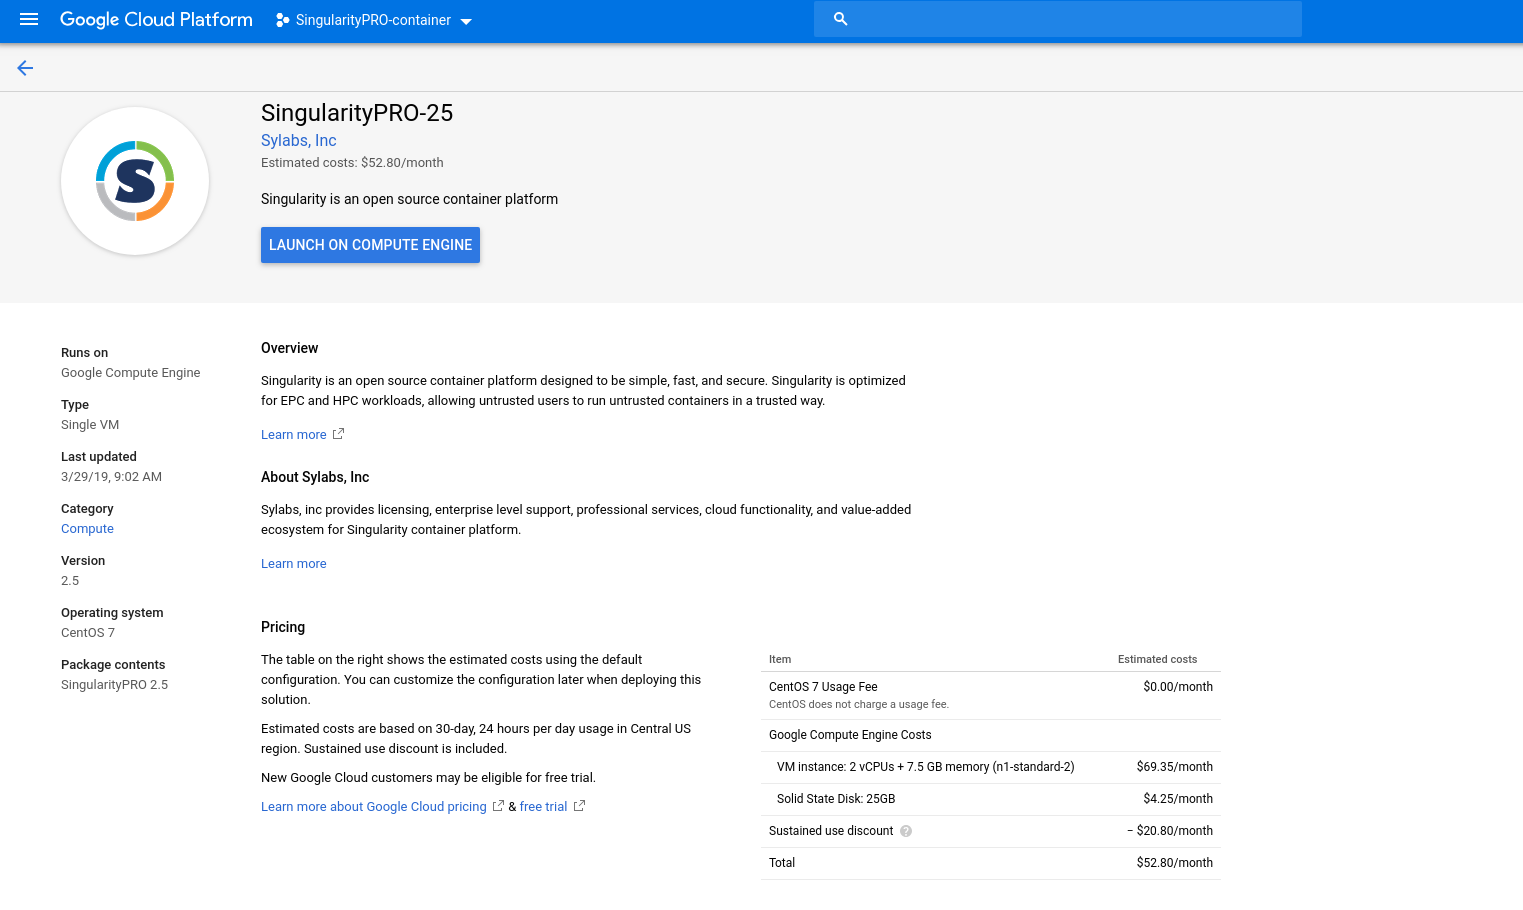 Google Cloud Platform SingularityPRO-container
SingularityPRO-25
Sylabs, Inc
Estimated costs: $52.80/month
Singularity is an open source container platform
LAUNCH ON COMPUTE ENGINE
S
Runs on
Google Compute Engine
Type
Single VM
Last updated
3/29/19, 9:02 AM
Category
Compute
Version
2.5
Operating system
CentOS 7
Package contents
SingularityPRO 2.5
Overview
Singularity is an open source container platform designed to be simple, fast, and secure. Singularity is optimized
for EPC and HPC workloads, allowing untrusted users to run untrusted containers in a trusted way.
Learn more
About Sylabs, Inc
Sylabs, inc provides licensing, enterprise level support, professional services, cloud functionality, and value-added
ecosystem for Singularity container platform.
Learn more
Pricing
The table on the right shows the estimated costs using the default
configuration. You can customize the configuration later when deploying this
solution.
Estimated costs are based on 30-day, 24 hours per day usage in Central US
region. Sustained use discount is included.
New Google Cloud customers may be eligible for free trial.
Learn more about Google Cloud pricing & free trial
Item Estimated costs
CentOS 7 Usage Fee $0.00/month
CentOS does not charge a usage fee.
Google Compute Engine Costs
VM instance: 2 vCPUs + 7.5 GB memory (n1-standard-2) $69.35/month
Solid State Disk: 25GB $4.25/month
Sustained use discount ? − $20.80/month
Total $52.80/month